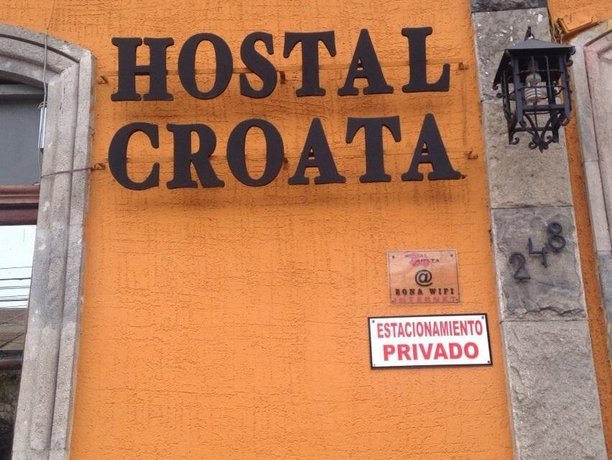 HOSTAL
CROATA
248
@
ZONA WIFI
INTERNET
ESTACIONAMIENTO
PRIVADO